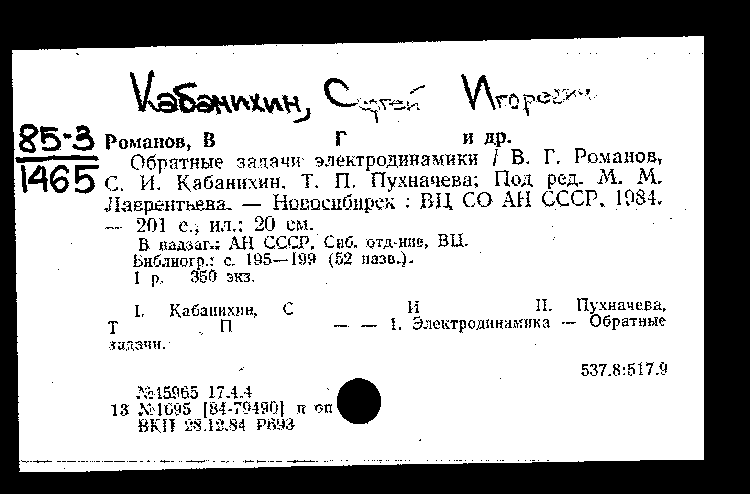 Кабанихин, Сергей Игоревич
85-3
1465
Романов, В Г и др.
Обратные задачи электродинамики / В. Г. Романов,
С. И. Кабанихин, Т. П. Пухначева; Под ред. М. М.
Лаврентьева. — Новосибирск : ВЦ СО АН СССР, 1984.
— 201 с., ил.; 20 см.
В надзаг.: АН СССР, Сиб. отд-ние, ВЦ.
Библиогр.: с. 195—199 (52 назв.).
1 р. 350 экз.
I. Кабанихин, С И II. Пухначева,
Т П — — 1. Электродинамика — Обратные
задачи.
537.8:517.9
№45965 17.4.4
13 №1695 [84-79490] п оп
ВКП 28.12.84 Р693